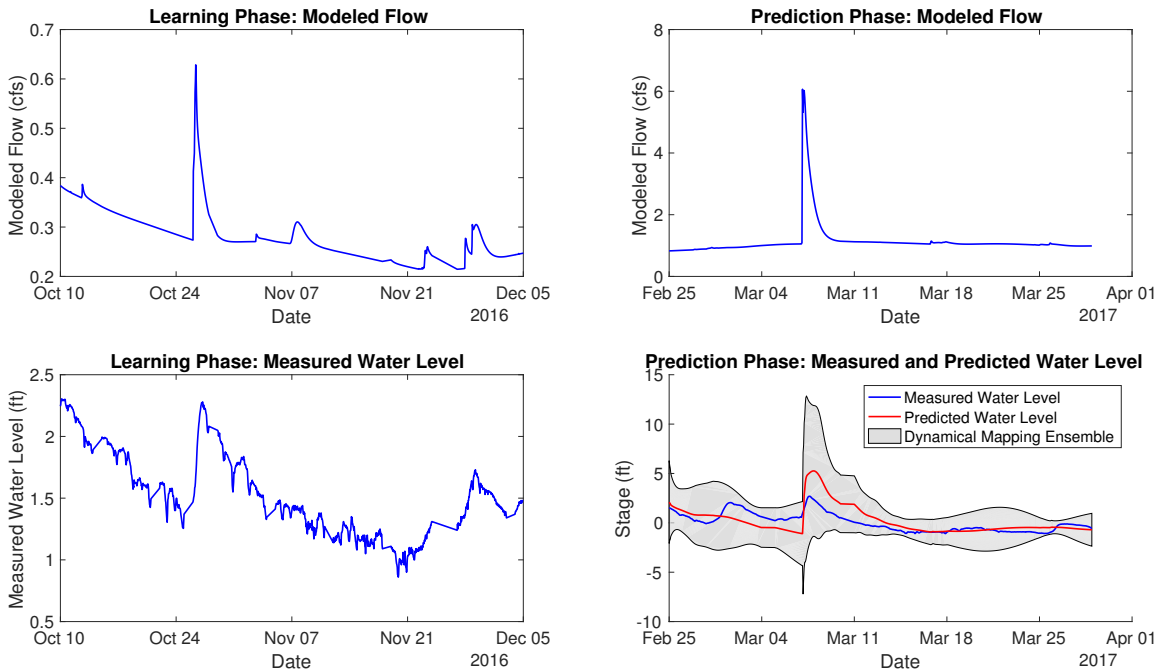 Learning Phase: Modeled Flow
0.7
0.6
0.5
0.4
0.3
0.2
Modeled Flow (cfs)
Oct 10 Oct 24 Nov 07 Nov 21 Dec 05
Date
2016
Prediction Phase: Modeled Flow
8
6
4
2
0
Modeled Flow (cfs)
Feb 25 Mar 04 Mar 11 Mar 18 Mar 25 Apr 01
Date
2017
Learning Phase: Measured Water Level
2.5
2
1.5
1
0.5
Measured Water Level (ft)
Oct 10 Oct 24 Nov 07 Nov 21 Dec 05
Date
2016
Prediction Phase: Measured and Predicted Water Level
15
10
5
0
-5
-10
Stage (ft)
Measured Water Level
Predicted Water Level
Dynamical Mapping Ensemble
Feb 25 Mar 04 Mar 11 Mar 18 Mar 25 Apr 01
Date
2017